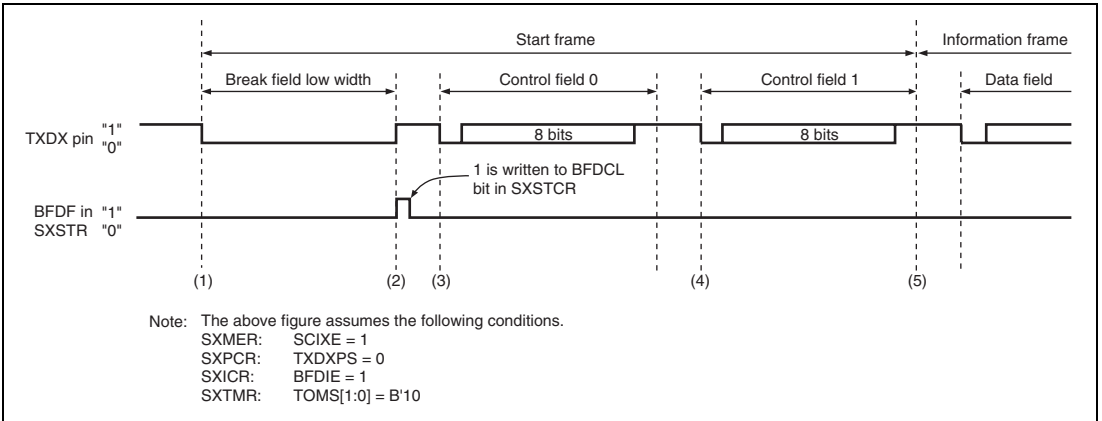 Start frame
Information frame
Break field low width
Control field 0
Control field 1
Data field
TXDX pin "1"
"0"
8 bits
8 bits
1 is written to BFDCL
bit in SXSTCR
BFDF in "1"
SXSTR "0"
(1)
(2)
(3)
(4)
(5)
Note: The above figure assumes the following conditions.
SXMER: SCIXE = 1
SXPCR: TXDXPS = 0
SXICR: BFDIE = 1
SXTMR: TOMS[1:0] = B'10